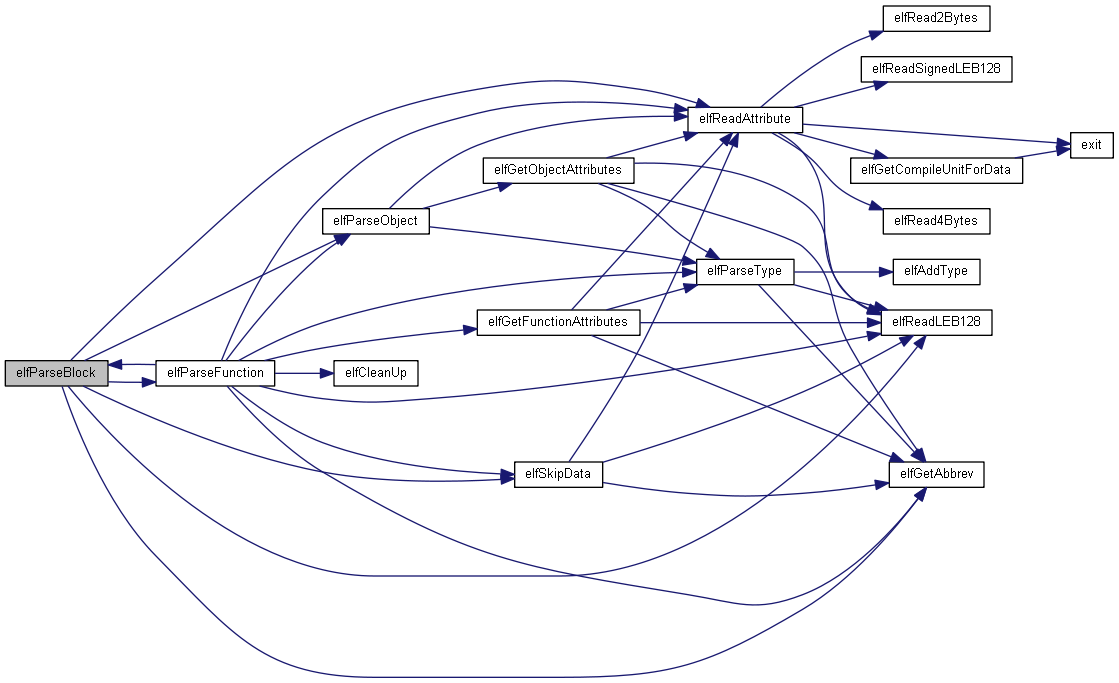 elfRead2Bytes
elfReadSignedLEB128
elfReadAttribute
exit
elfGetObjectAttributes
elfGetCompileUnitForData
elfParseObject
elfRead4Bytes
elfParseType
elfAddType
elfGetFunctionAttributes
elfReadLEB128
elfParseBlock
elfParseFunction
elfCleanUp
elfSkipData
elfGetAbbrev